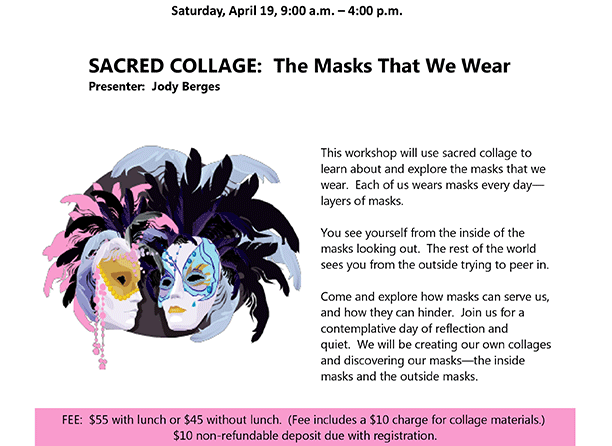 Saturday, April 19, 9:00 a.m. – 4:00 p.m.
SACRED COLLAGE:  The Masks That We Wear
Presenter:  Jody Berges
This workshop will use sacred collage to
learn about and explore the masks that we
wear.  Each of us wears masks every day—
layers of masks.
You see yourself from the inside of the
masks looking out.  The rest of the world
sees you from the outside trying to peer in.
Come and explore how masks can serve us,
and how they can hinder.  Join us for a
contemplative day of reflection and
quiet.  We will be creating our own collages
and discovering our masks—the inside
masks and the outside masks.
FEE:  $55 with lunch or $45 without lunch.  (Fee includes a $10 charge for collage materials.)
$10 non-refundable deposit due with registration.